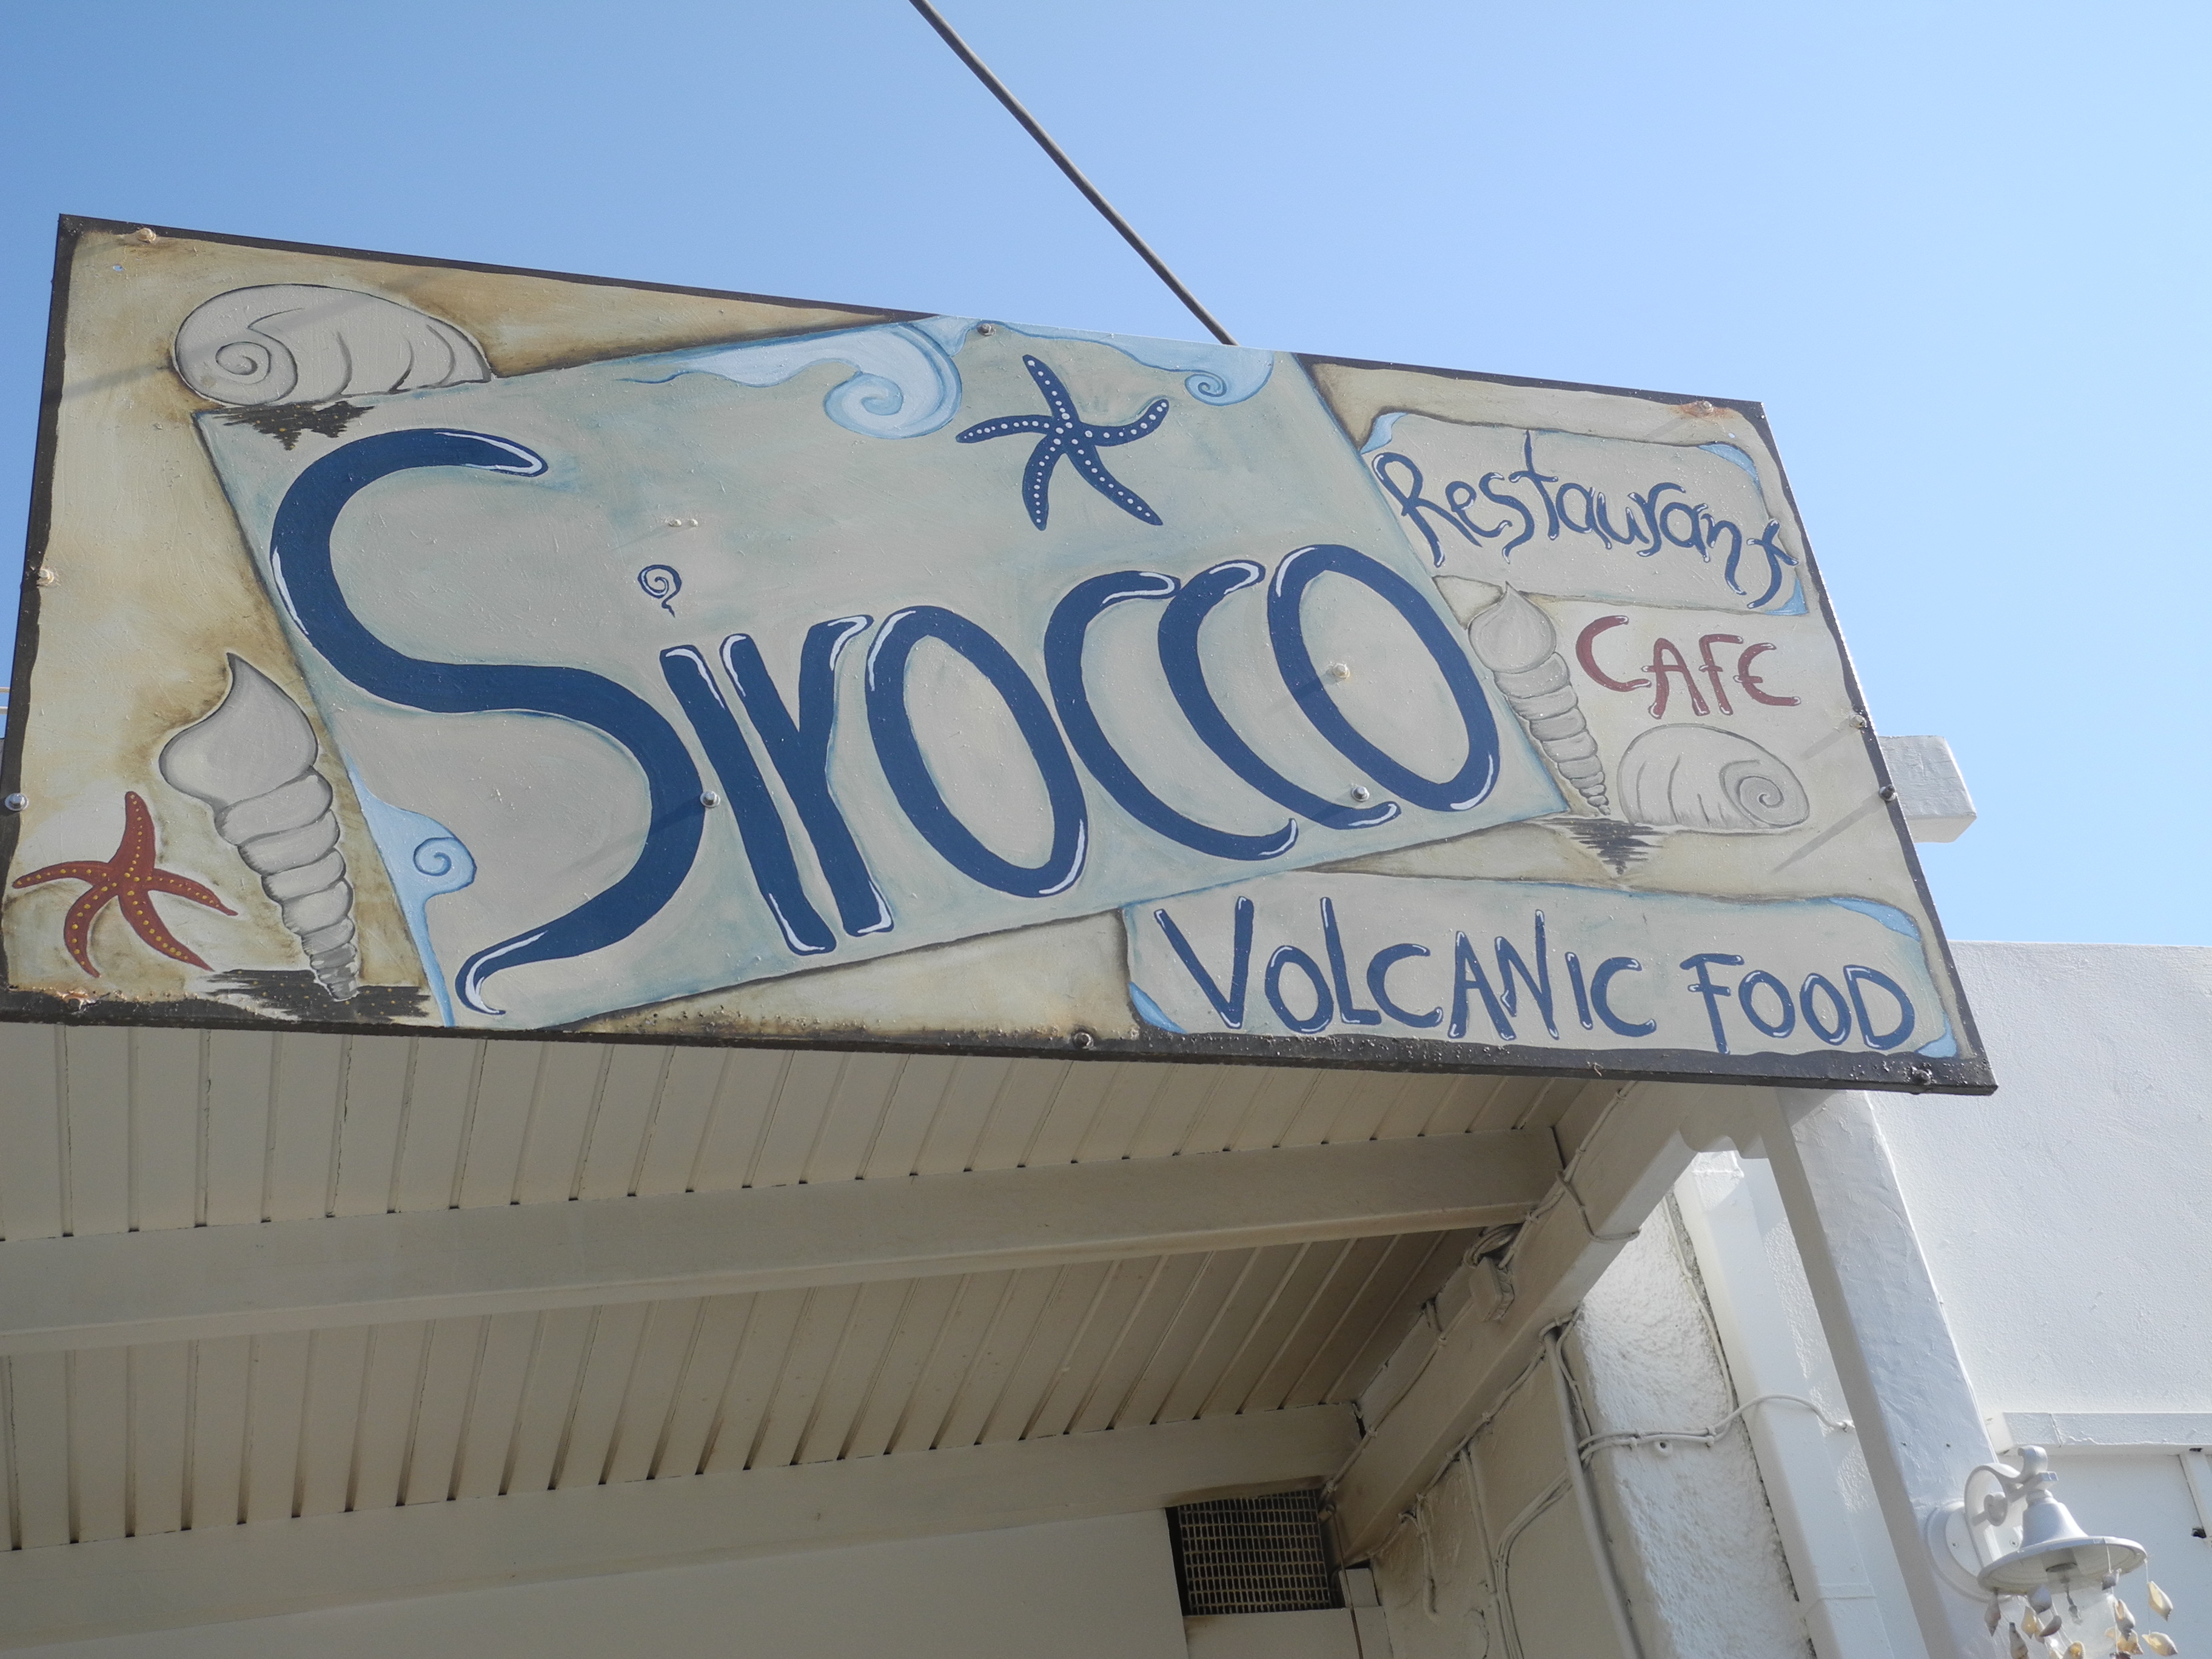 Sirocco
Restaurant
CAFE
VOLCANIC FOOD